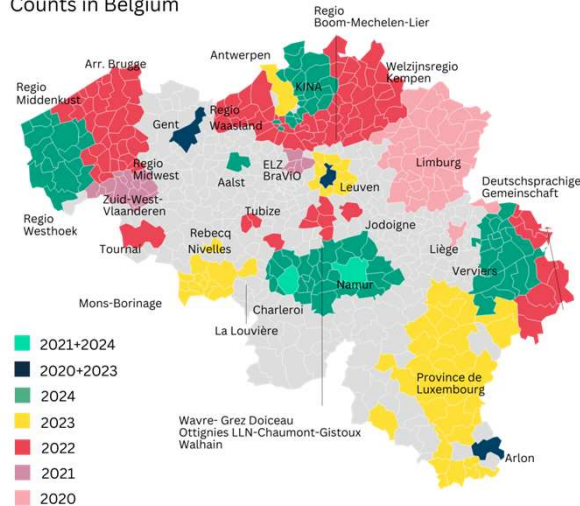 Counts in Belgium
Regio
Boom-Mechelen-Lier
Antwerpen
Arr. Brugge
KINA
Welzijnsregio
Kempen
Regio
Middenkust
Gent
Regio
Waasland
Regio
Midwest
ELZ
BraVIO
Limburg
Aalst
Leuven
Deutschsprachige
Gemeinschaft
Zuid-West-
Vlaanderen
Regio
Westhoek
Tubize
Jodoigne
Rebecq
Tournai
Nivelles
Liège
Verviers
Namur
Mons-Borinage
Charleroi
La Louvière
2021+2024
2020+2023
2024
2023
2022
2021
2020
Province de
Luxembourg
Wavre- Grez Doiceau
Ottignies LLN-Chaumont-Gistoux
Walhain
Arlon